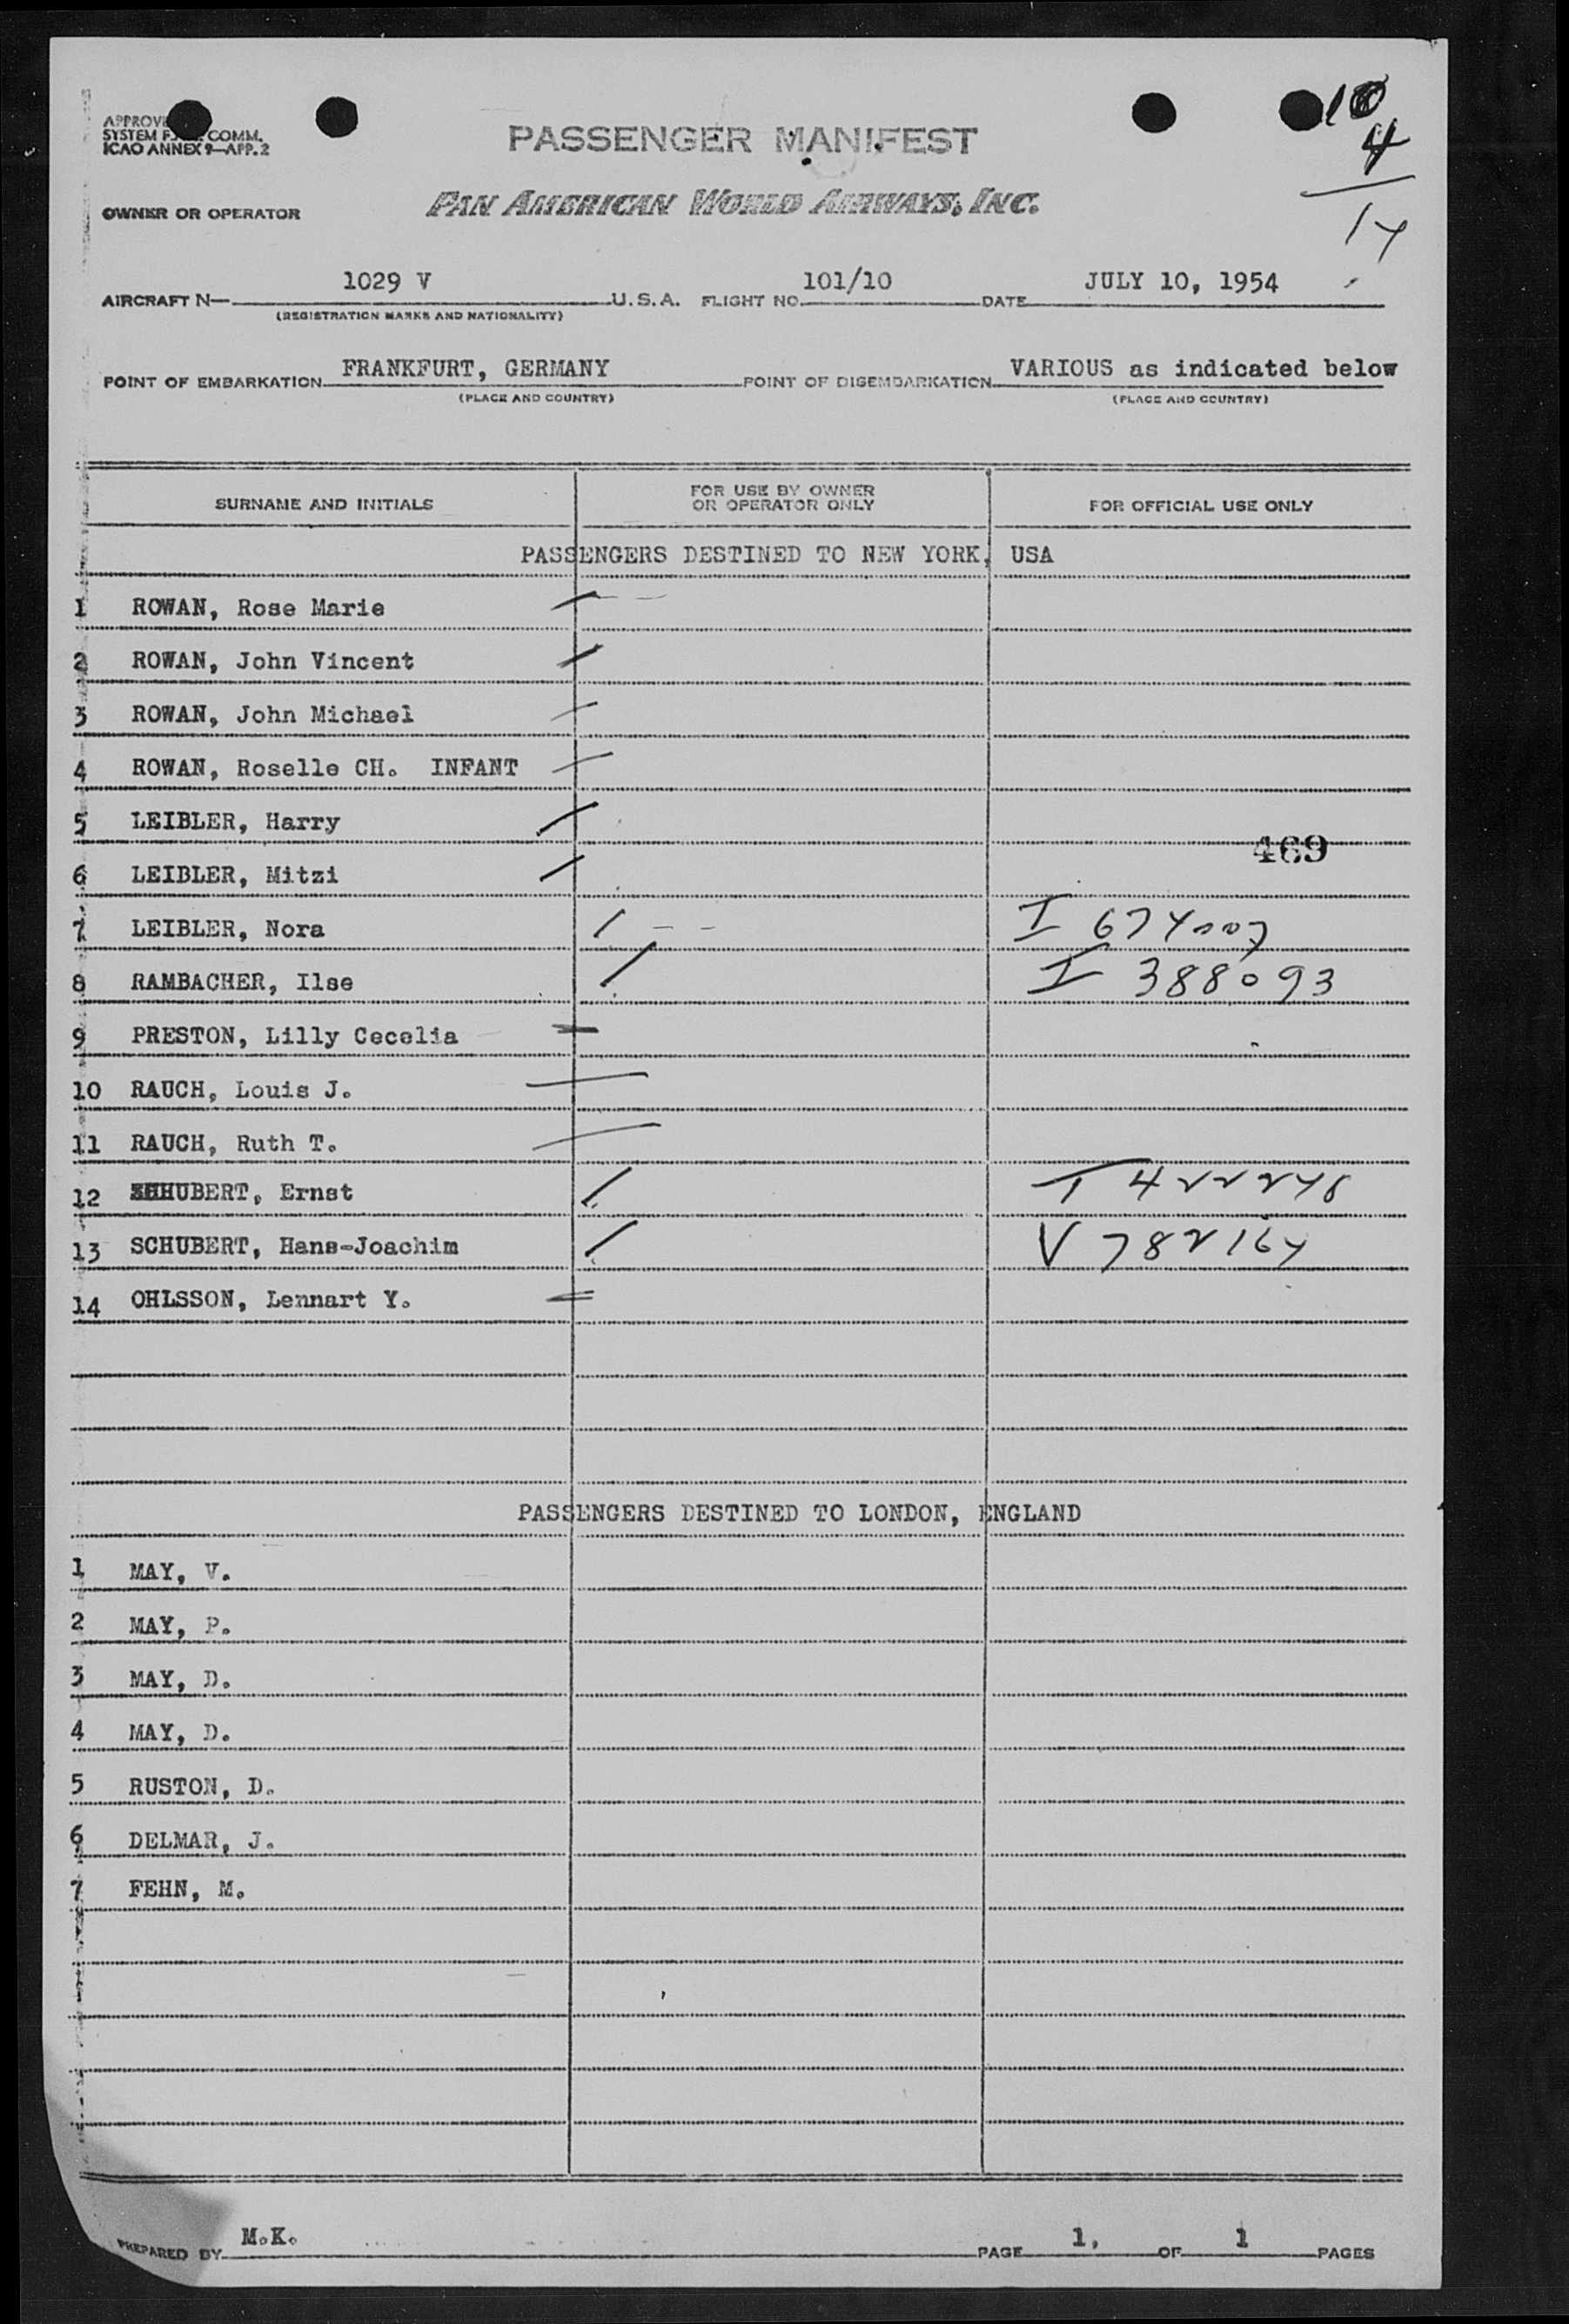 10
4
14
APPROVE
SYSTEM F COMM.
ICAO ANNEX 9—APP. 2
PASSENGER MANIFEST
OWNER OR OPERATOR PAN AMERICAN WORLD AIRWAYS, INC.
AIRCRAFT N— 1029 V U.S.A. FLIGHT NO. 101/10 DATE JULY 10, 1954
(REGISTRATION MARKS AND NATIONALITY)
POINT OF EMBARKATION FRANKFURT, GERMANY POINT OF DISEMBARKATION VARIOUS as indicated below
(PLACE AND COUNTRY) (PLACE AND COUNTRY)
SURNAME AND INITIALS FOR USE BY OWNER OR OPERATOR ONLY FOR OFFICIAL USE ONLY
PASSENGERS DESTINED TO NEW YORK, USA
1 ROWAN, Rose Marie
2 ROWAN, John Vincent
3 ROWAN, John Michael
4 ROWAN, Roselle CH. INFANT
5 LEIBLER, Harry
469
6 LEIBLER, Mitzi
7 LEIBLER, Nora I
8 RAMBACHER, Ilse I 388093
9 PRESTON, Lilly Cecelia
10 RAUCH, Louis J.
11 RAUCH, Ruth T.
12 SCHUBERT, Ernst I 422248
13 SCHUBERT, Hans-Joachim V 782164
14 OHLSSON, Lennart Y.
PASSENGERS DESTINED TO LONDON, ENGLAND
1 MAY, V.
2 MAY, P.
3 MAY, D.
4 MAY, D.
5 RUSTON, D.
6 DELMAR, J.
7 FEHN, M.
PREPARED BY M.K. PAGE 1, OF 1 PAGES